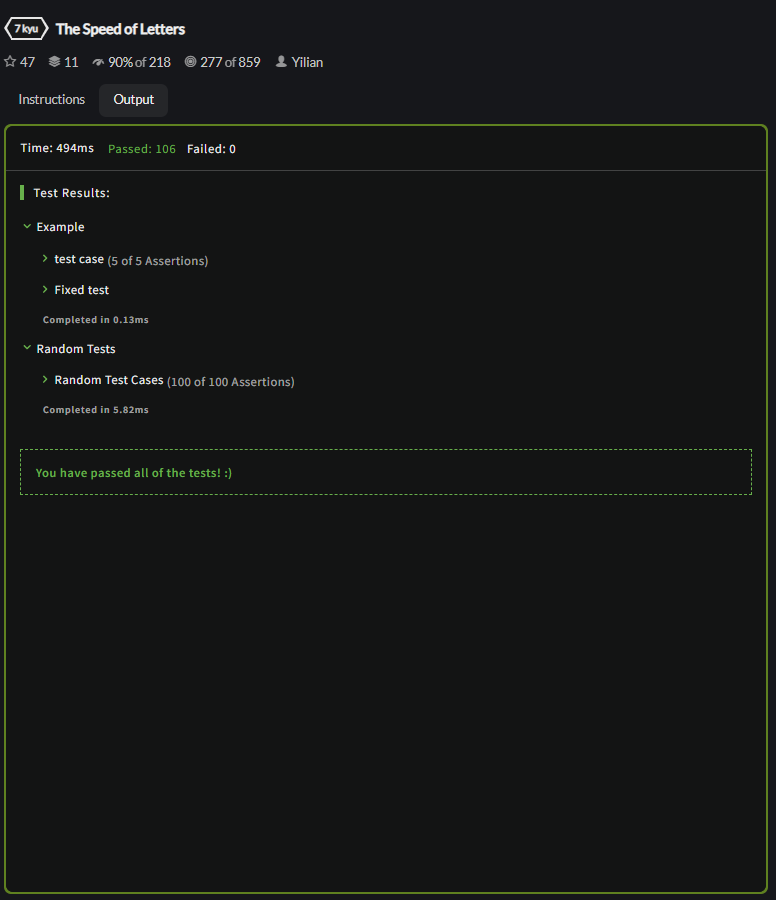 7 kyu The Speed of Letters
47 11 90% of 218 277 of 859 Yilian
Instructions Output
Time: 494ms Passed: 106 Failed: 0
Test Results:
Example
test case (5 of 5 Assertions)
Fixed test
Completed in 0.13ms
Random Tests
Random Test Cases (100 of 100 Assertions)
Completed in 5.82ms
You have passed all of the tests! :)